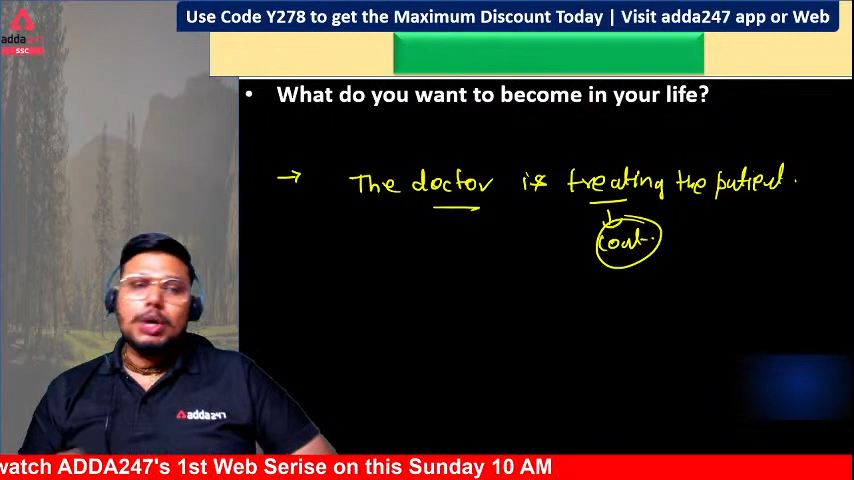 Use Code Y278 to get the Maximum Discount Today | Visit adda247 app or Web
adda247
SSC
• What do you want to become in your life?
→ The doctor is treating the patient.
cont.
adda247
watch ADDA247's 1st Web Serise on this Sunday 10 AM